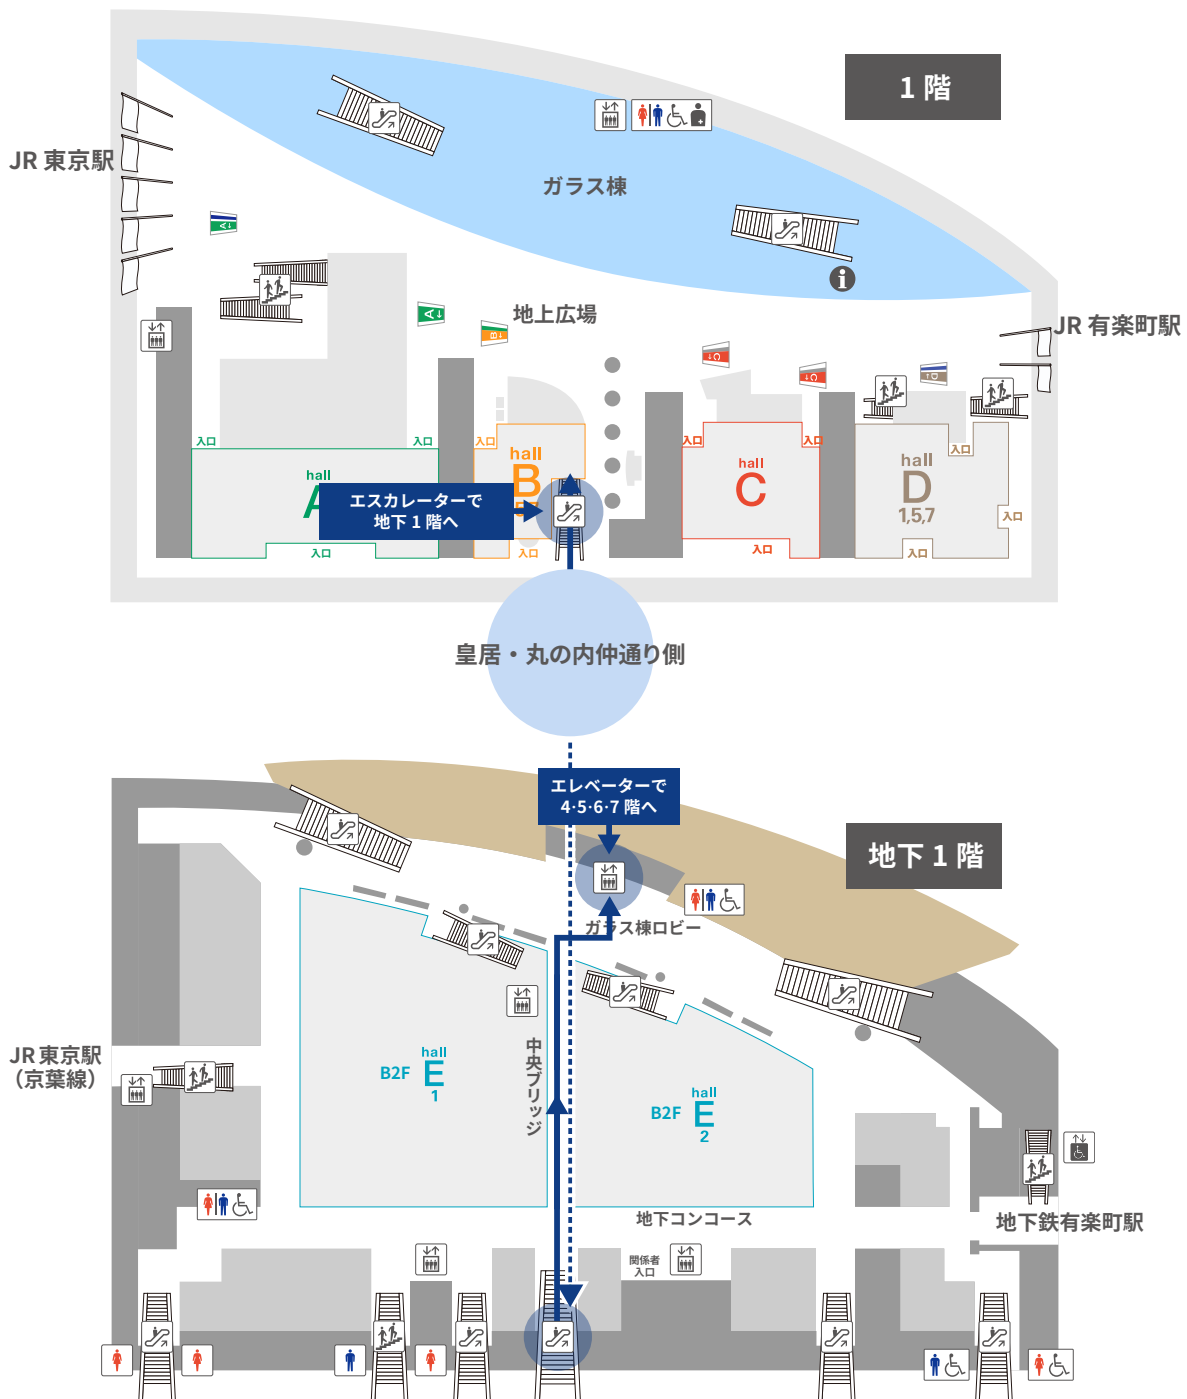 1 階
JR 東京駅
ガラス棟
A
地上広場
A
B
JR 有楽町駅
C
C
D
入口
入口
入口
入口
入口
入口
hall
A
hall
B
hall
C
hall
D
1,5,7
入口
エスカレーターで
地下 1 階へ
入口
入口
入口
入口
皇居・丸の内仲通り側
エレベーターで
4·5·6·7 階へ
地下 1 階
ガラス棟ロビー
JR 東京駅
(京葉線)
B2F
hall
E
1
中央ブリッジ
B2F
hall
E
2
地下コンコース
地下鉄有楽町駅
関係者
入口